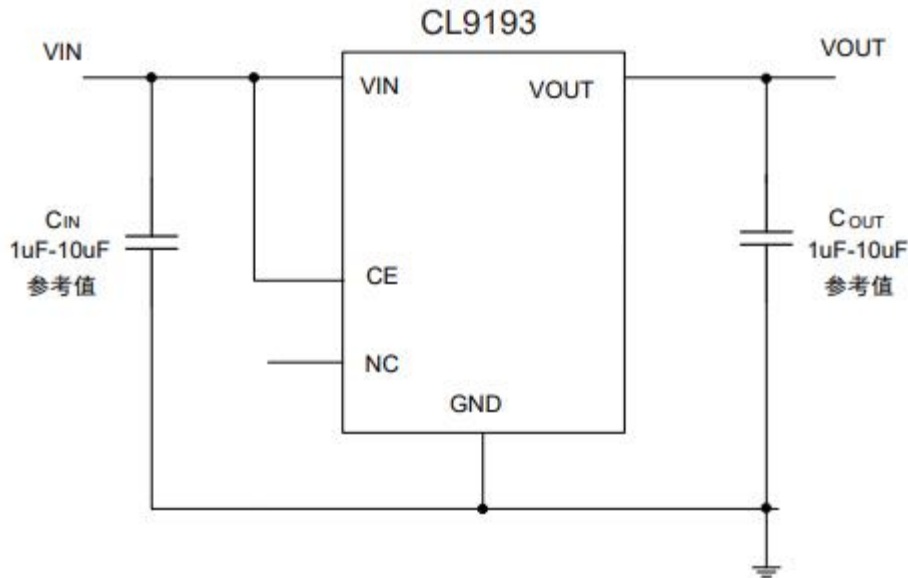 CL9193
VIN
VOUT
VIN
VOUT
CIN
1uF-10uF
参考值
COUT
1uF-10uF
参考值
CE
NC
GND